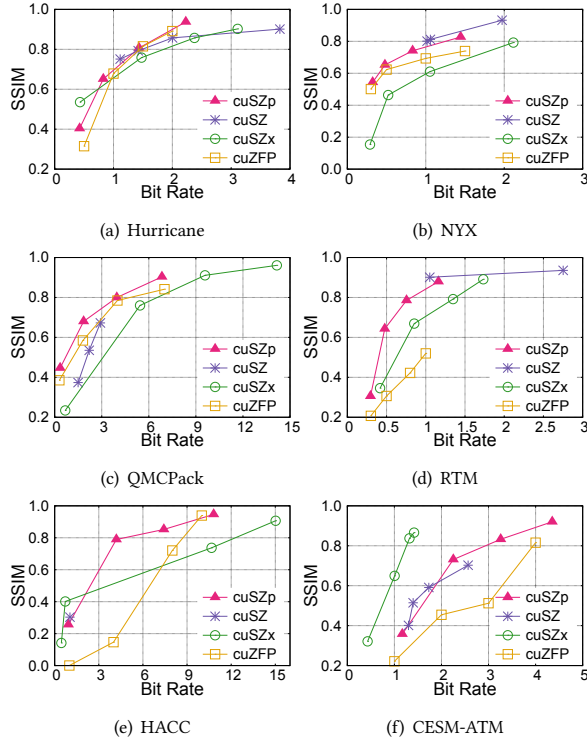 1.0
0.8
0.6
0.4
0.2
SSIM
cuSZp
cuSZ
cuSZx
cuZFP
0 1 2 3 4
Bit Rate
(a) Hurricane
1.0
0.8
0.6
0.4
0.2
SSIM
cuSZp
cuSZ
cuSZx
cuZFP
0 1 2 3
Bit Rate
(b) NYX
1.0
0.8
0.6
0.4
0.2
SSIM
cuSZp
cuSZ
cuSZx
cuZFP
0 3 6 9 12 15
Bit Rate
(c) QMCPack
1.0
0.8
0.6
0.4
0.2
SSIM
cuSZp
cuSZ
cuSZx
cuZFP
0 0.5 1 1.5 2 2.5 3
Bit Rate
(d) RTM
1.0
0.8
0.6
0.4
0.2
0.0
SSIM
cuSZp
cuSZ
cuSZx
cuZFP
0 3 6 9 12 15
Bit Rate
(e) HACC
1.0
0.8
0.6
0.4
0.2
SSIM
cuSZp
cuSZ
cuSZx
cuZFP
0 1 2 3 4 5
Bit Rate
(f) CESM-ATM